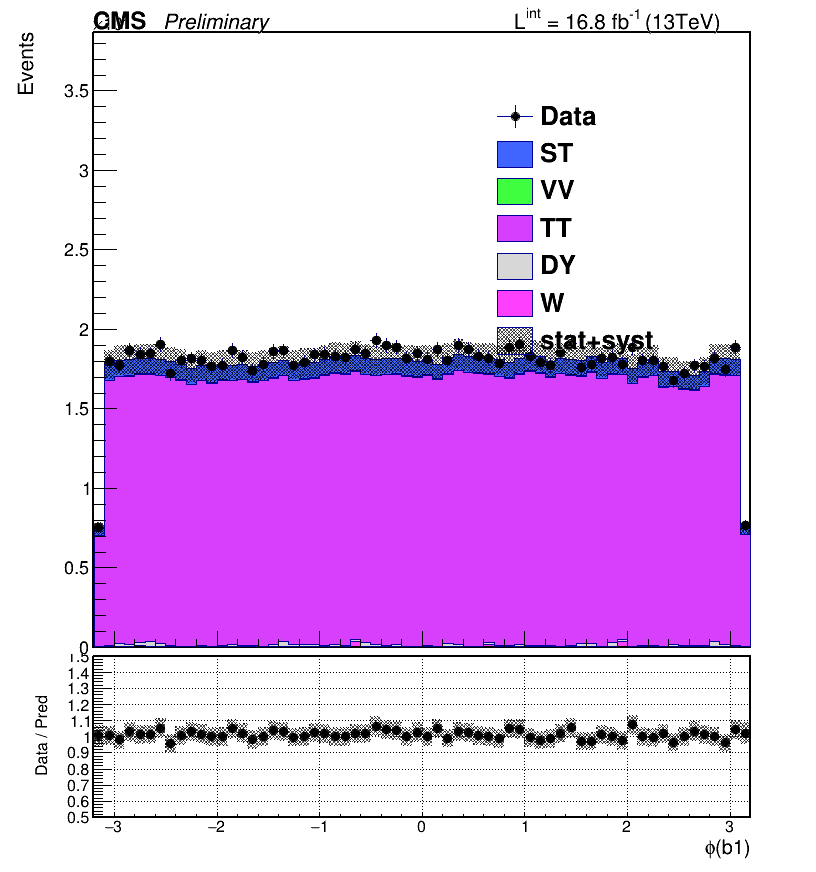 CMS Preliminary L^int = 16.8 fb^-1 (13TeV)
Events
3.5
3
2.5
2
1.5
1
0.5
0
Data
ST
VV
TT
DY
W
stat+syst
Data / Pred
1.5
1.4
1.3
1.2
1.1
1
0.9
0.8
0.7
0.6
0.5
−3 −2 −1 0 1 2 3
ϕ(b1)